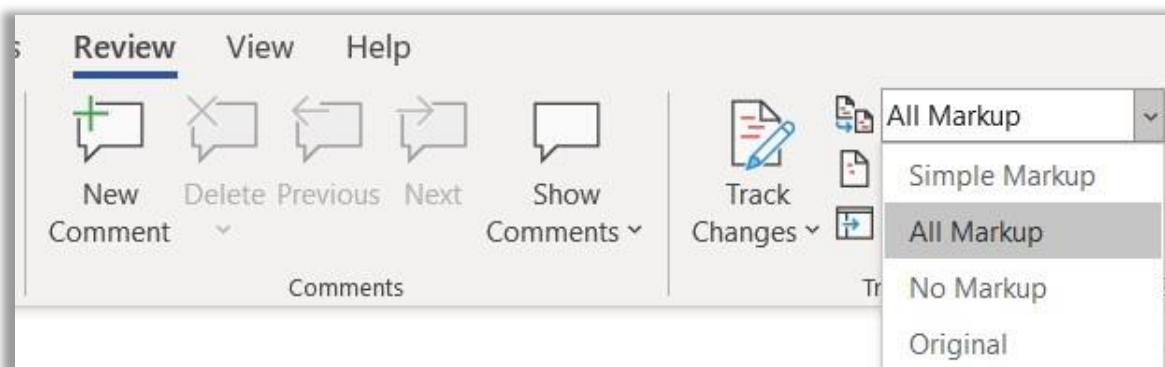 s Review View Help
All Markup
New Delete Previous Next Show Track
Comment Comments Changes
Simple Markup
All Markup
Comments Tr No Markup
Original